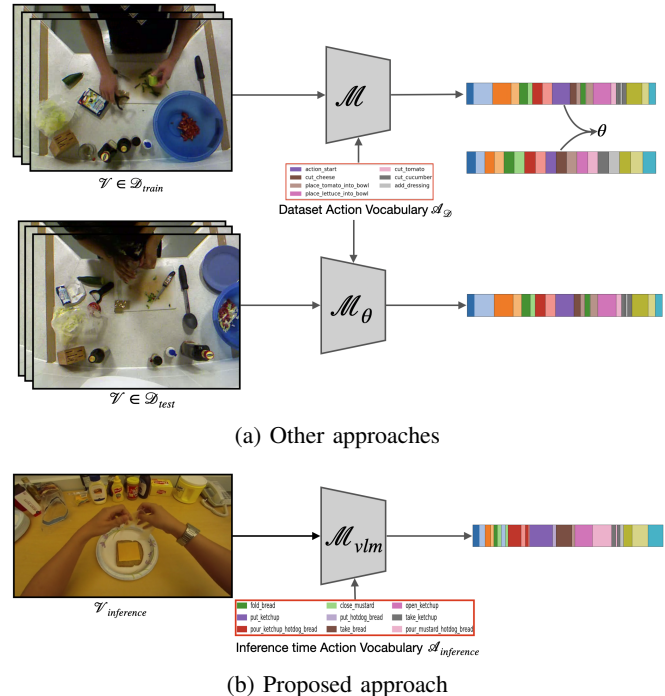 ℳ
θ
action_start cut_tomato
cut_cheese cut_cucumber
place_tomato_into_bowl add_dressing
place_lettuce_into_bowl
𝒱 ∈ 𝒟train
Dataset Action Vocabulary 𝒜𝒟
ℳθ
𝒱 ∈ 𝒟test
(a) Other approaches
ℳvlm
𝒱inference
fold_bread close_mustard open_ketchup
put_ketchup put_hotdog_bread take_ketchup
pour_ketchup_hotdog_bread take_bread pour_mustard_hotdog_bread
Inference time Action Vocabulary 𝒜inference
(b) Proposed approach